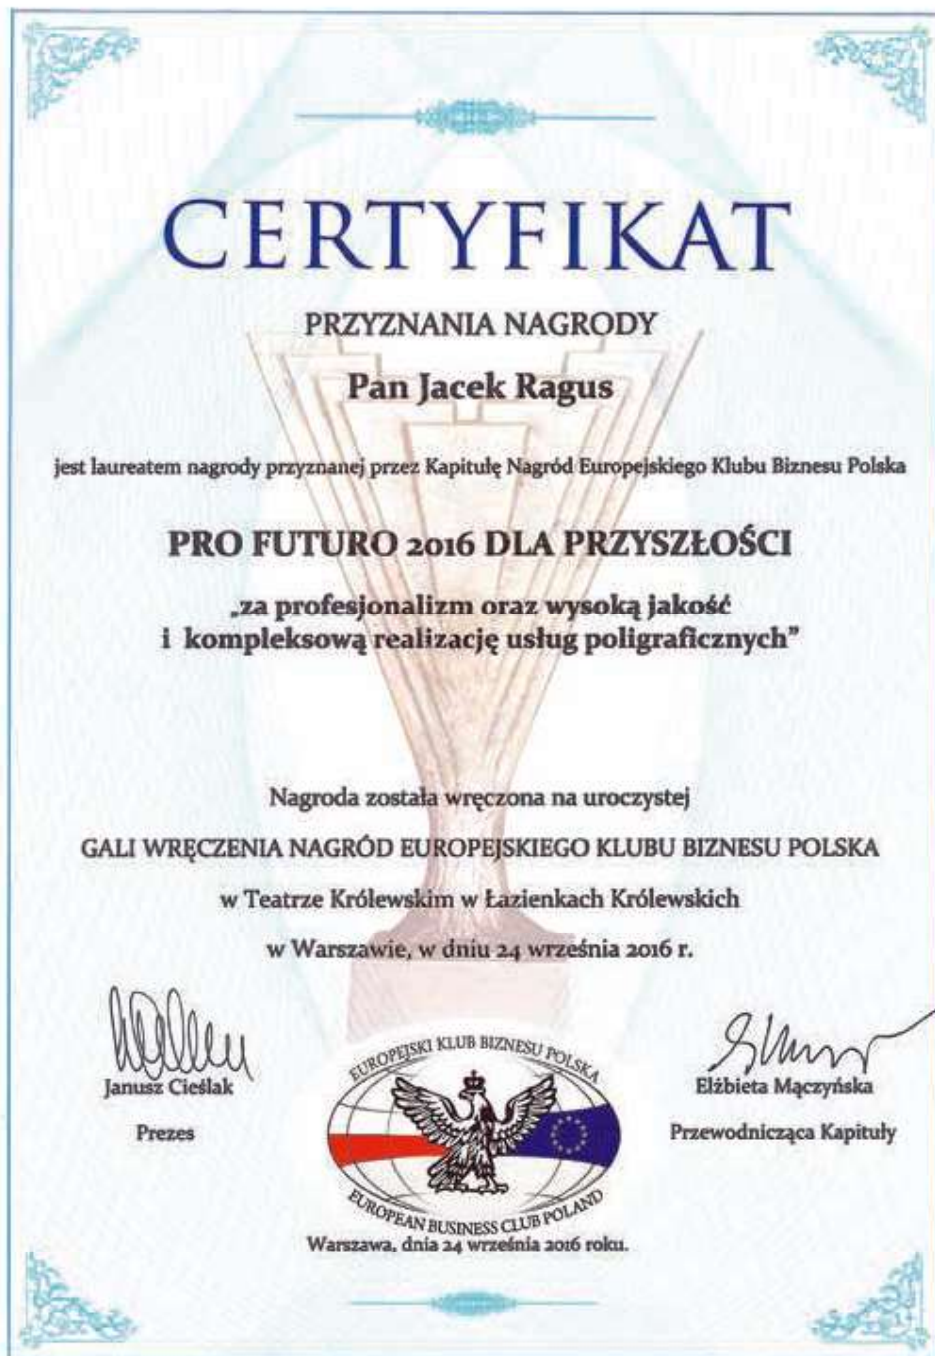 CERTYFIKAT
PRZYZNANIA NAGRODY
Pan Jacek Ragus
jest laureatem nagrody przyznanej przez Kapitułę Nagród Europejskiego Klubu Biznesu Polska
PRO FUTURO 2016 DLA PRZYSZŁOŚCI
„za profesjonalizm oraz wysoką jakość
i kompleksową realizację usług poligraficznych”
Nagroda została wręczona na uroczystej
GALI WRĘCZENIA NAGRÓD EUROPEJSKIEGO KLUBU BIZNESU POLSKA
w Teatrze Królewskim w Łazienkach Królewskich
w Warszawie, w dniu 24 września 2016 r.
Janusz Cieślak
Prezes
EUROPEJSKI KLUB BIZNESU POLSKA
EUROPEAN BUSINESS CLUB POLAND
Elżbieta Mączyńska
Przewodnicząca Kapituły
Warszawa, dnia 24 września 2016 roku.